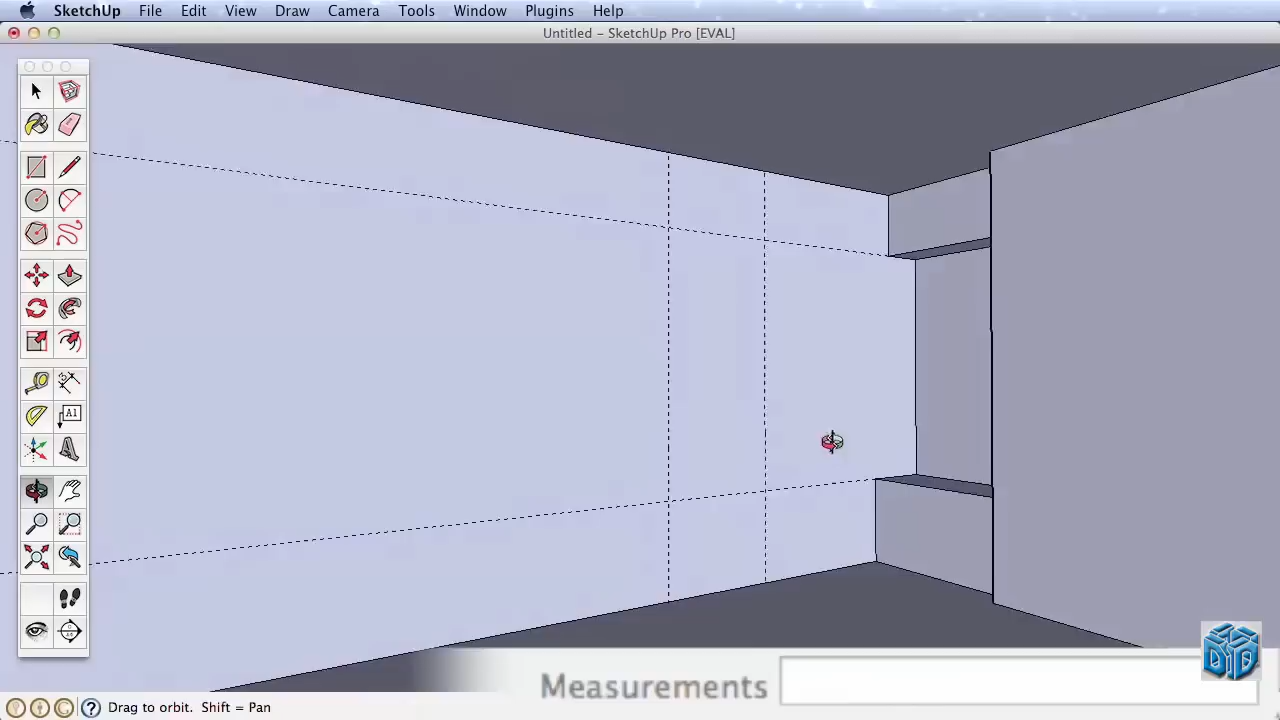 SketchUp File Edit View Draw Camera Tools Window Plugins Help
Untitled – SketchUp Pro [EVAL]
A1
Measurements
Drag to orbit. Shift = Pan